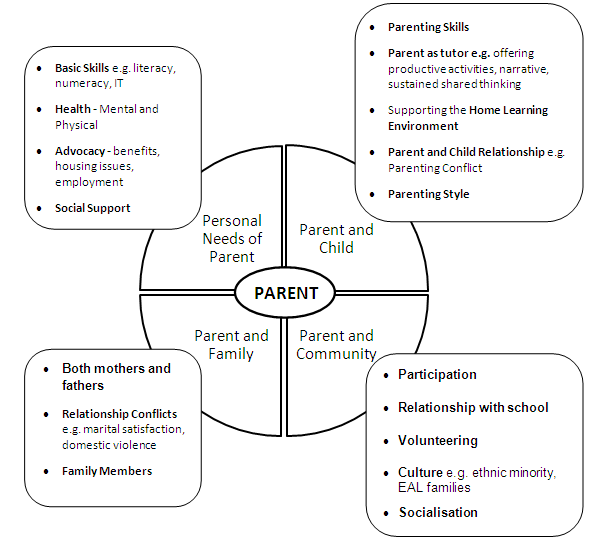 • Basic Skills e.g. literacy,
numeracy, IT
• Health - Mental and
Physical
• Advocacy - benefits,
housing issues,
employment
• Social Support
• Parenting Skills
• Parent as tutor e.g. offering
productive activities, narrative,
sustained shared thinking
• Supporting the Home Learning
Environment
• Parent and Child Relationship e.g.
Parenting Conflict
• Parenting Style
Personal
Needs of
Parent
Parent and
Child
PARENT
Parent and
Family
Parent and
Community
• Both mothers and
fathers
• Relationship Conflicts
e.g. marital satisfaction,
domestic violence
• Family Members
• Participation
• Relationship with school
• Volunteering
• Culture e.g. ethnic minority,
EAL families
• Socialisation